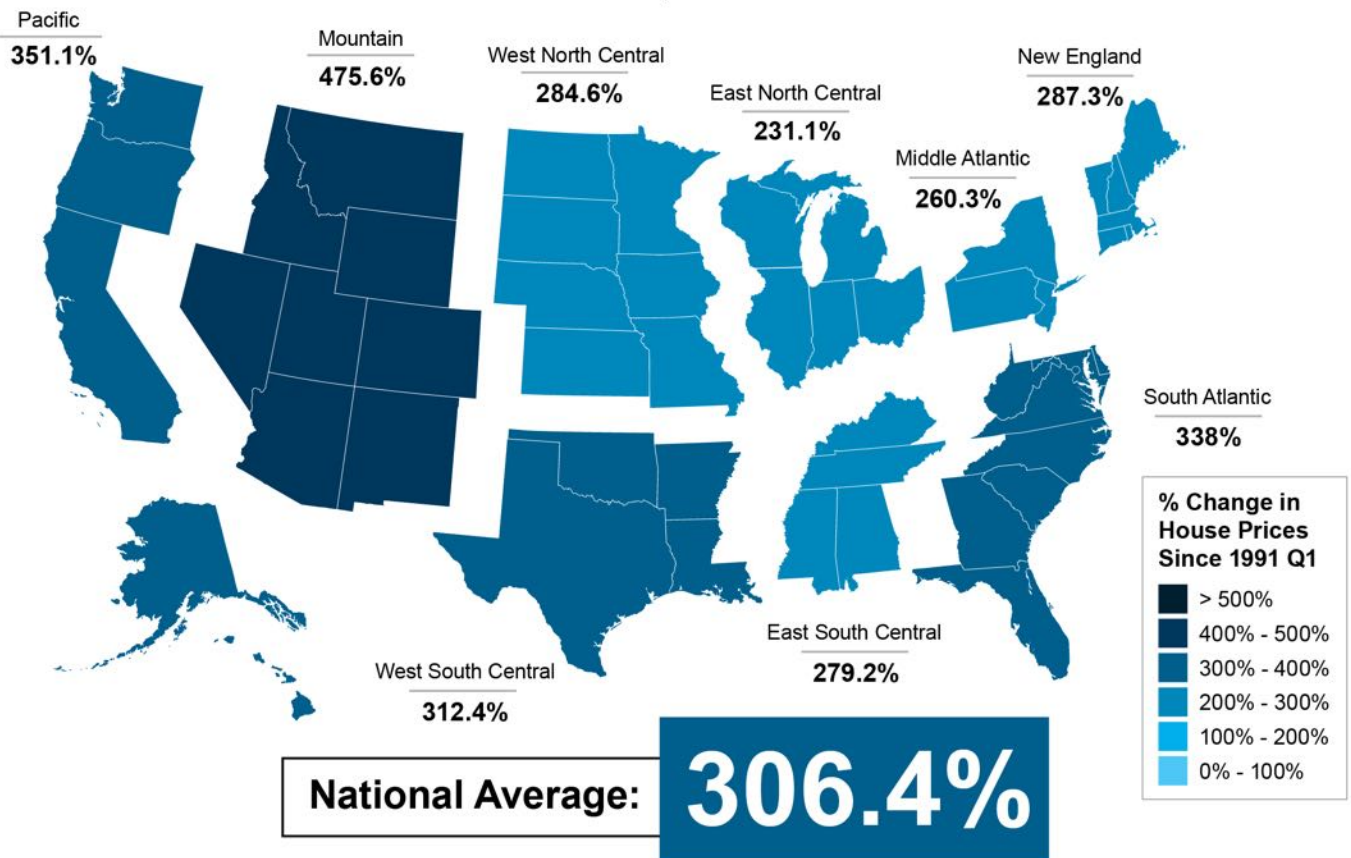 Pacific
351.1%
Mountain
475.6%
West North Central
284.6%
East North Central
231.1%
Middle Atlantic
260.3%
New England
287.3%
South Atlantic
338%
% Change in
House Prices
Since 1991 Q1
> 500%
400% - 500%
300% - 400%
200% - 300%
100% - 200%
0% - 100%
East South Central
279.2%
West South Central
312.4%
National Average:
306.4%